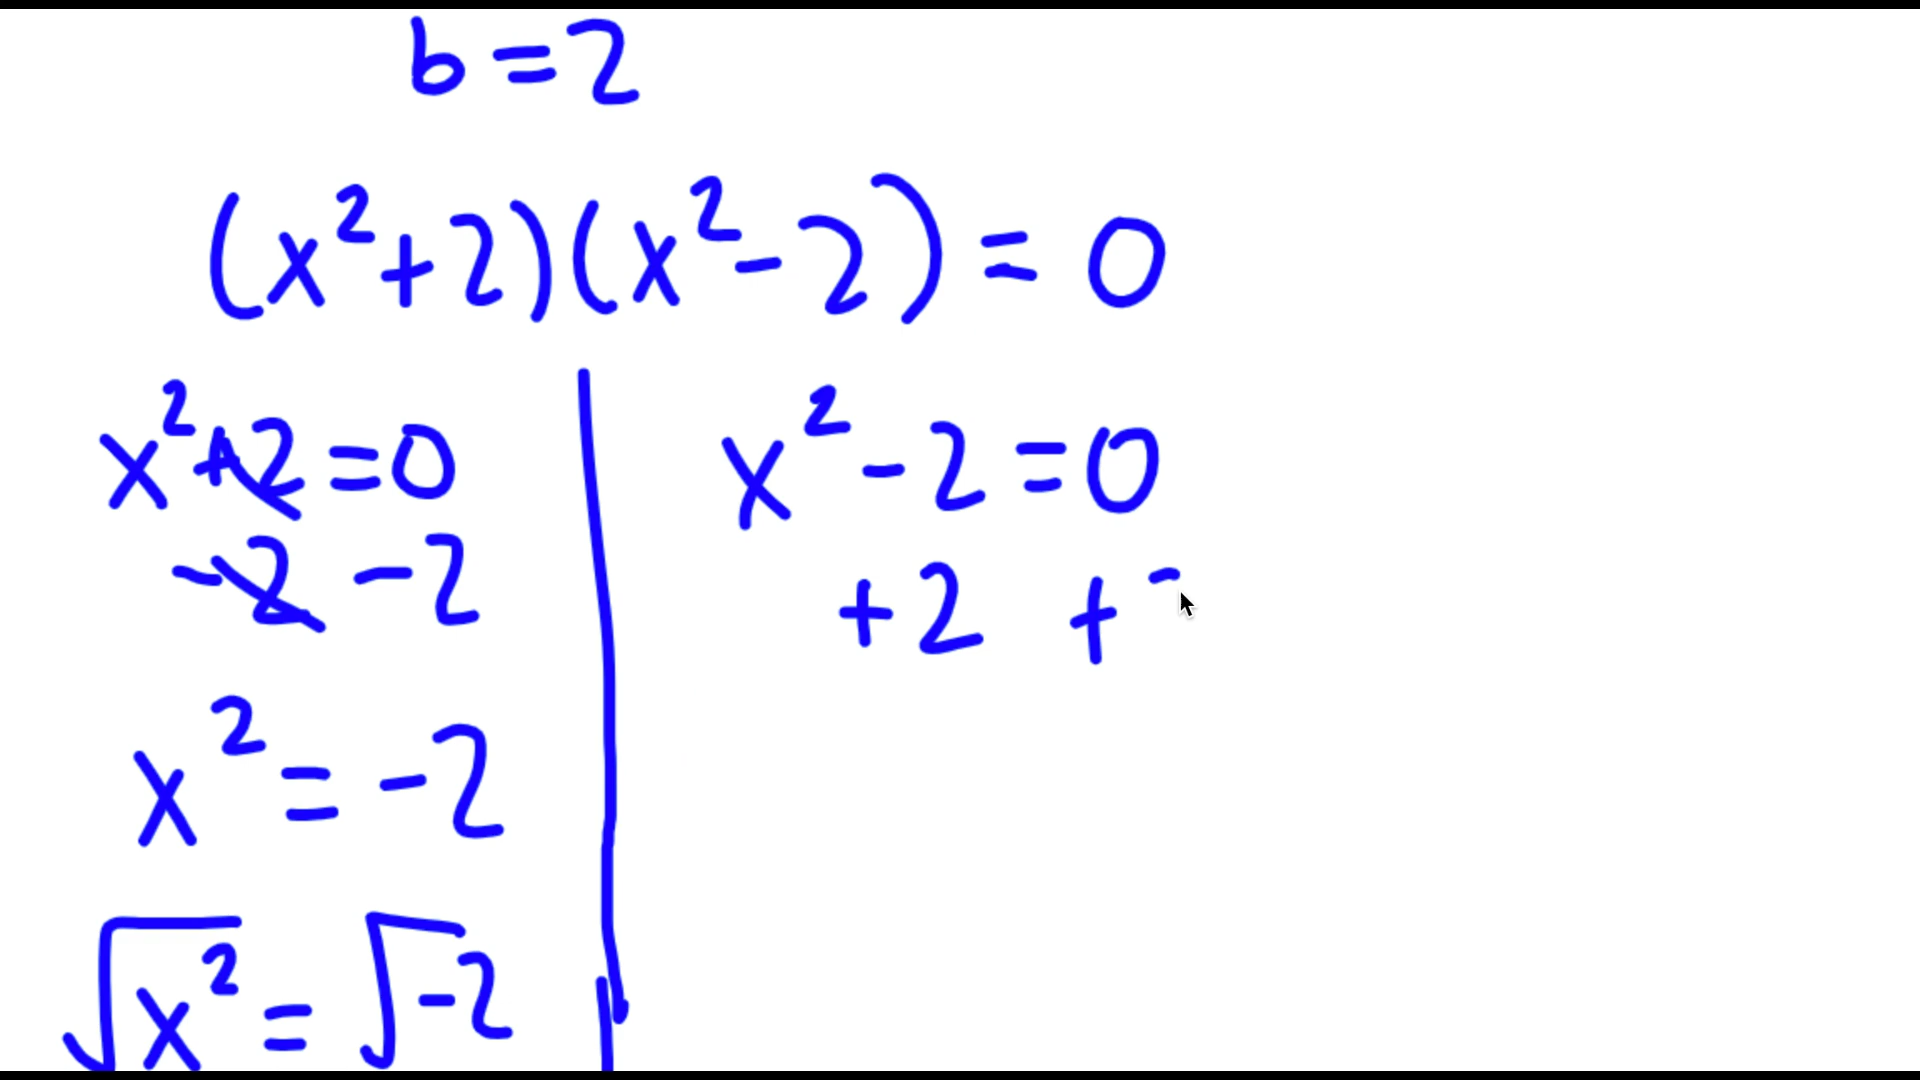 b = 2
(x²+2)(x²-2) = 0
x²+2 = 0
-2 -2
x² = -2
√x² = √-2
x² - 2 = 0
+2 +